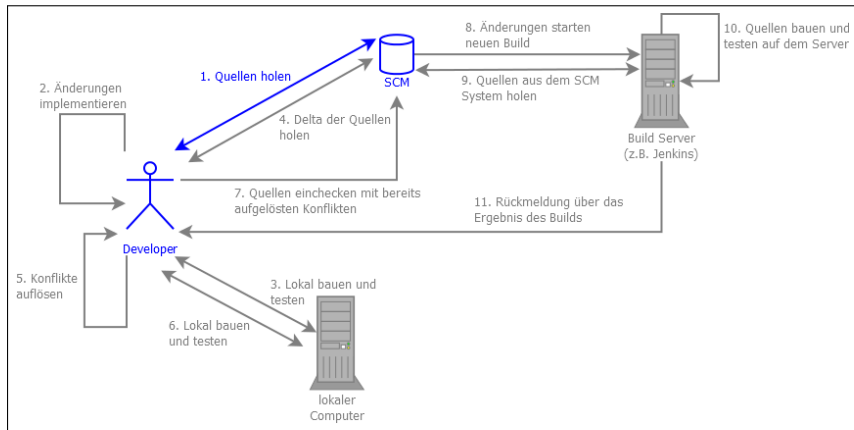 8. Änderungen starten
neuen Build
10. Quellen bauen und
testen auf dem Server
1. Quellen holen
SCM
9. Quellen aus dem SCM
System holen
2. Änderungen
implementieren
4. Delta der Quellen
holen
Build Server
(z.B. Jenkins)
7. Quellen einchecken mit bereits
aufgelösten Konflikten
11. Rückmeldung über das
Ergebnis des Builds
Developer
5. Konflikte
auflösen
3. Lokal bauen und
testen
6. Lokal bauen
und testen
lokaler
Computer